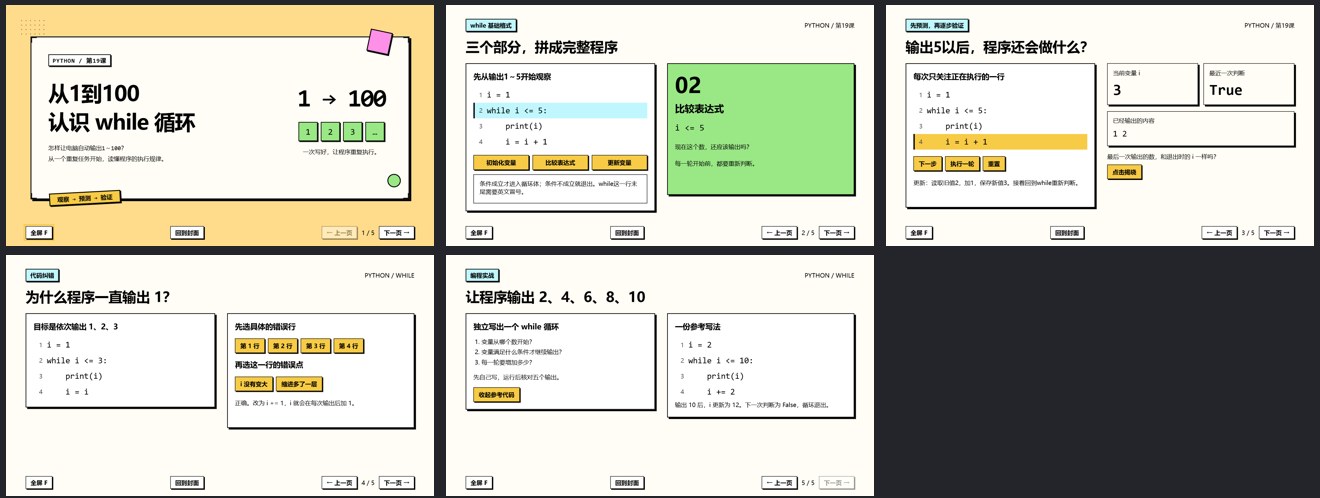 PYTHON / 第19课
从1到100
认识 while 循环
怎样让电脑自动输出1～100?
从一个重复任务开始，读懂程序的执行规律。
1 → 100
1 2 3 …
一次写好，让程序重复执行。
观察 → 预测 → 验证
全屏 F
回到封面
← 上一页
1 / 5
下一页 →
while 基础格式
PYTHON / 第19课
三个部分，拼成完整程序
先从输出1～5开始观察
1 i = 1
2 while i <= 5:
3 print(i)
4 i = i + 1
初始化变量
比较表达式
更新变量
条件成立才进入循环体；条件不成立就退出。while这一行末
尾需要英文冒号。
02
比较表达式
i <= 5
现在这个数，还应该输出吗?
每一轮开始前，都要重新判断。
全屏 F
回到封面
← 上一页
2 / 5
下一页 →
先预测，再逐步验证
PYTHON / 第19课
输出5以后，程序还会做什么?
每次只关注正在执行的一行
1 i = 1
2 while i <= 5:
3 print(i)
4 i = i + 1
下一步
执行一轮
重置
更新：读取旧值2，加1，保存新值3。接着回到while重新判断。
当前变量 i
3
最近一次判断
True
已经输出的内容
1 2
最后一次输出的数，和退出时的 i 一样吗?
点击揭晓
全屏 F
回到封面
← 上一页
3 / 5
下一页 →
代码纠错
PYTHON / WHILE
为什么程序一直输出 1?
目标是依次输出 1、2、3
1 i = 1
2 while i <= 3:
3 print(i)
4 i = i
先选具体的错误行
第 1 行
第 2 行
第 3 行
第 4 行
再选这一行的错误点
i 没有变大
缩进多了一层
正确。改为 i += 1，i 就会在每次输出后加 1。
全屏 F
回到封面
← 上一页
4 / 5
下一页 →
编程实战
PYTHON / WHILE
让程序输出 2、4、6、8、10
独立写出一个 while 循环
1. 变量从哪个数开始?
2. 变量满足什么条件才继续输出?
3. 每一轮要增加多少?
先自己写，运行后核对五个输出。
收起参考代码
一份参考写法
1 i = 2
2 while i <= 10:
3 print(i)
4 i += 2
输出 10 后，i 更新为 12。下一次判断为 False，循环退出。
全屏 F
回到封面
← 上一页
5 / 5
下一页 →